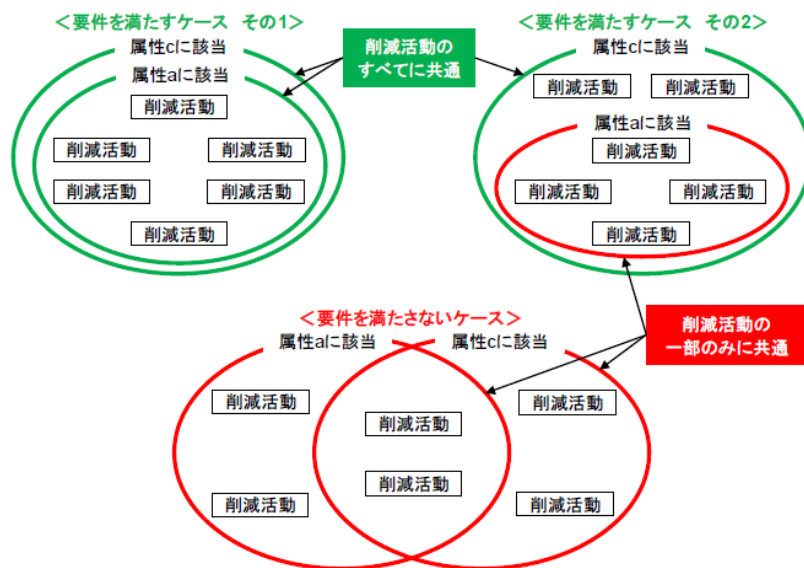 <要件を満たすケース その1>
属性cに該当
属性aに該当
削減活動
削減活動
削減活動
削減活動
削減活動
削減活動
削減活動の
すべてに共通
<要件を満たすケース その2>
属性cに該当
削減活動
削減活動
属性aに該当
削減活動
削減活動
削減活動
削減活動
<要件を満たさないケース>
属性aに該当
属性cに該当
削減活動
削減活動
削減活動
削減活動
削減活動
削減活動
削減活動の
一部のみに共通